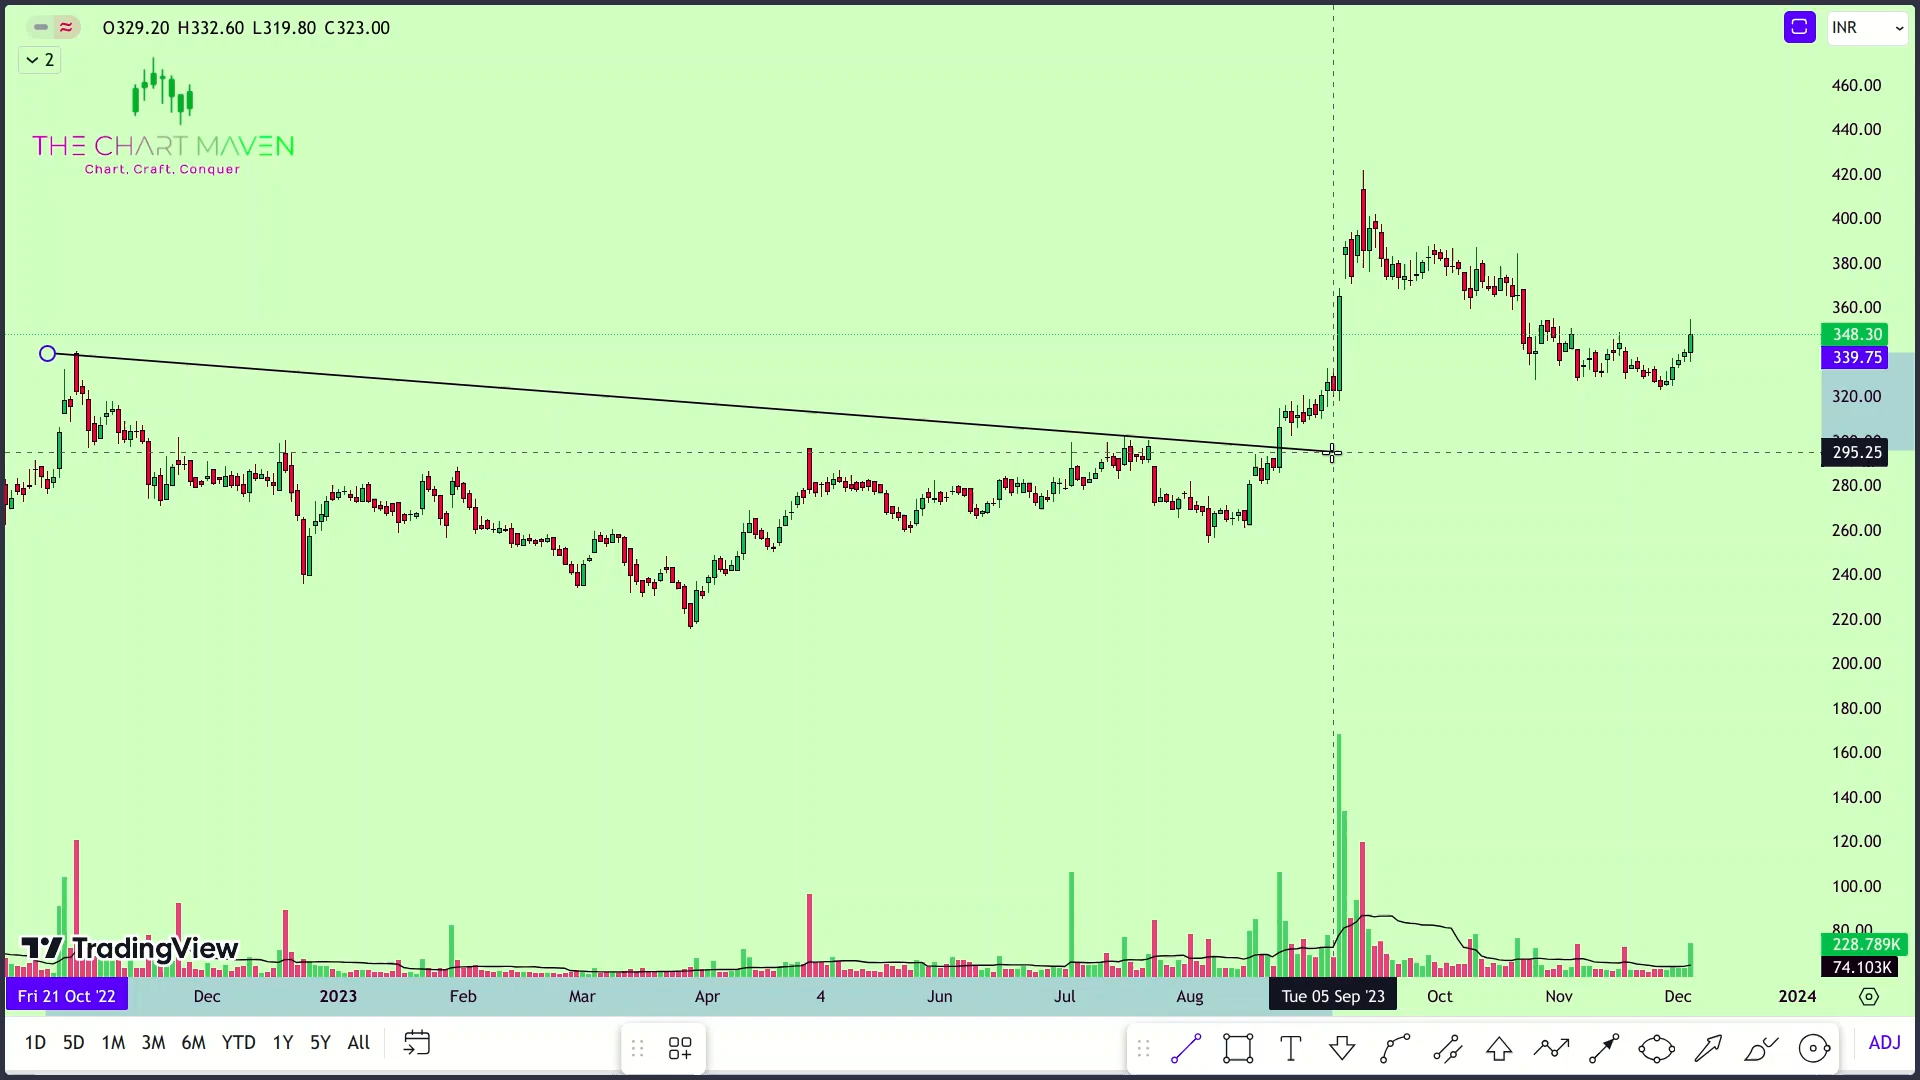 O329.20 H332.60 L319.80 C323.00
INR
2
THE CHART MAVEN
Chart, Craft, Conquer
460.00
440.00
420.00
400.00
380.00
360.00
348.30
339.75
320.00
295.25
280.00
260.00
240.00
220.00
200.00
180.00
160.00
140.00
120.00
100.00
80.00
228.789K
74.103K
TradingView
Fri 21 Oct '22 Dec 2023 Feb Mar Apr 4 Jun Jul Aug Tue 05 Sep '23 Oct Nov Dec 2024
1D 5D 1M 3M 6M YTD 1Y 5Y All
ADJ